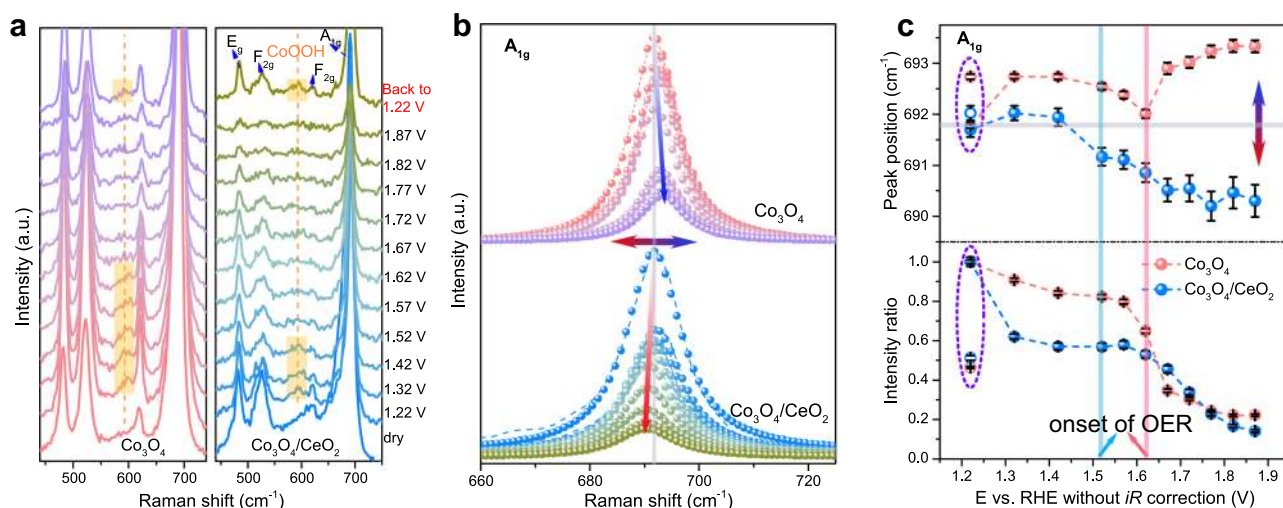 a
Intensity (a.u.)
Co3O4
450 500 550 600 700
Eg
F2g
CoOOH
A1g
F2g
Back to
1.22 V
1.87 V
1.82 V
1.77 V
1.72 V
1.67 V
1.62 V
1.57 V
1.52 V
1.42 V
1.32 V
1.22 V
dry
Co3O4/CeO2
450 500 550 600 700
Raman shift (cm-1)
b
A1g
Intensity (a.u.)
Co3O4
Co3O4/CeO2
660 680 700 720
Raman shift (cm-1)
c
A1g
Peak position (cm-1)
693
692
691
690
Intensity ratio
1.0
0.8
0.6
0.4
0.2
Co3O4
Co3O4/CeO2
onset of OER
1.2 1.3 1.4 1.5 1.6 1.7 1.8 1.9
E vs. RHE without iR correction (V)